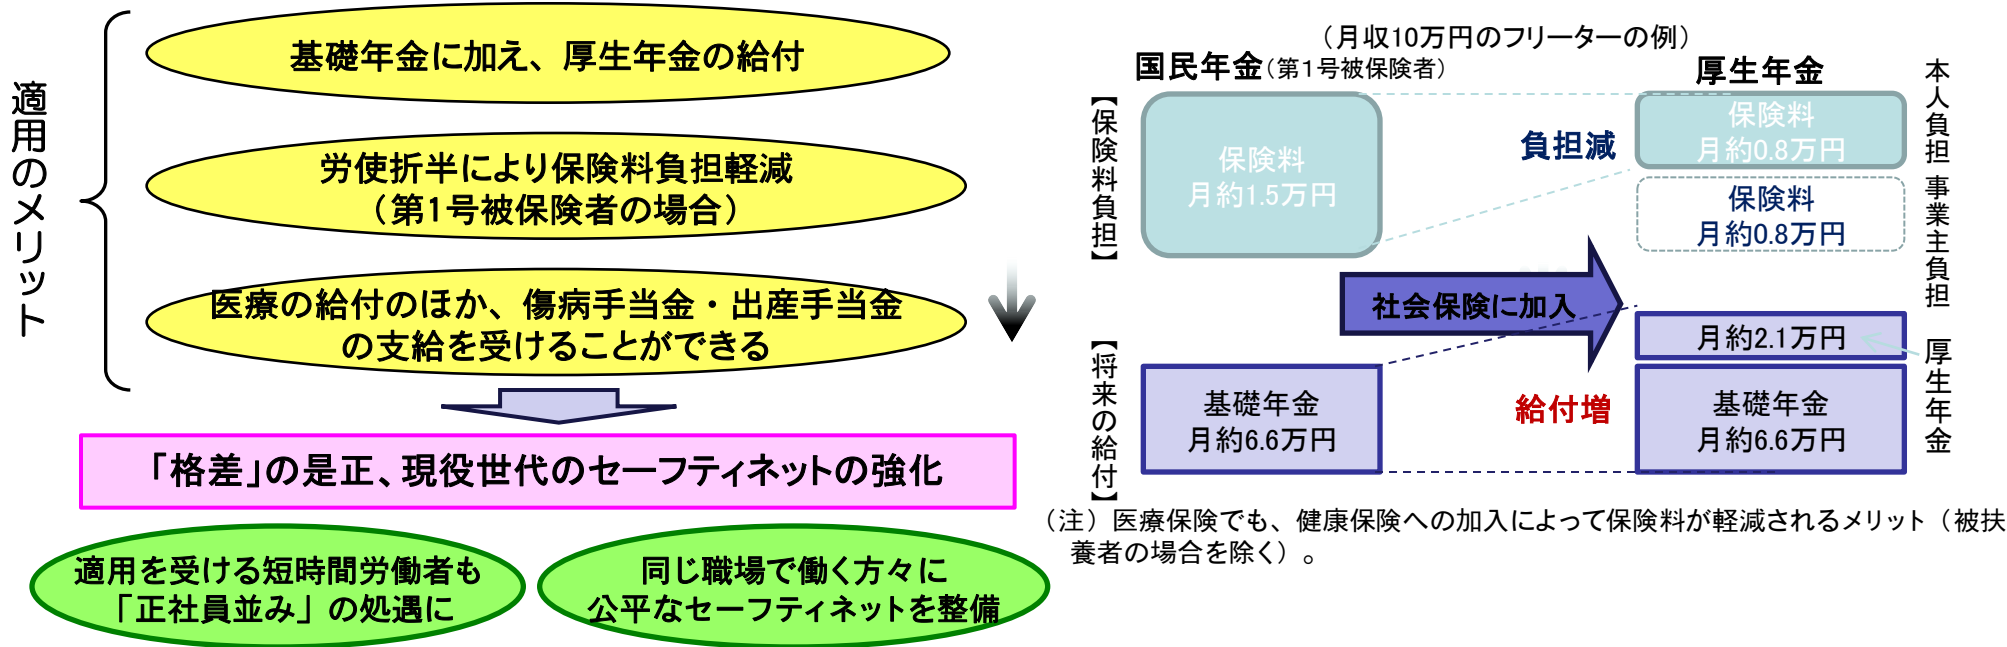 適用のメリット
基礎年金に加え、厚生年金の給付
労使折半により保険料負担軽減
（第1号被保険者の場合）
医療の給付のほか、傷病手当金・出産手当金
の支給を受けることができる
「格差」の是正、現役世代のセーフティネットの強化
適用を受ける短時間労働者も
「正社員並み」の処遇に
同じ職場で働く方々に
公平なセーフティネットを整備
（月収10万円のフリーターの例）
国民年金（第１号被保険者）
厚生年金
【保険料負担】
保険料
月約1.5万円
負担減
保険料
月約0.8万円
本人負担
保険料
月約0.8万円
事業主負担
社会保険に加入
【将来の給付】
基礎年金
月約6.6万円
給付増
月約2.1万円
基礎年金
月約6.6万円
厚生年金
（注）医療保険でも、健康保険への加入によって保険料が軽減されるメリット（被扶
養者の場合を除く）。